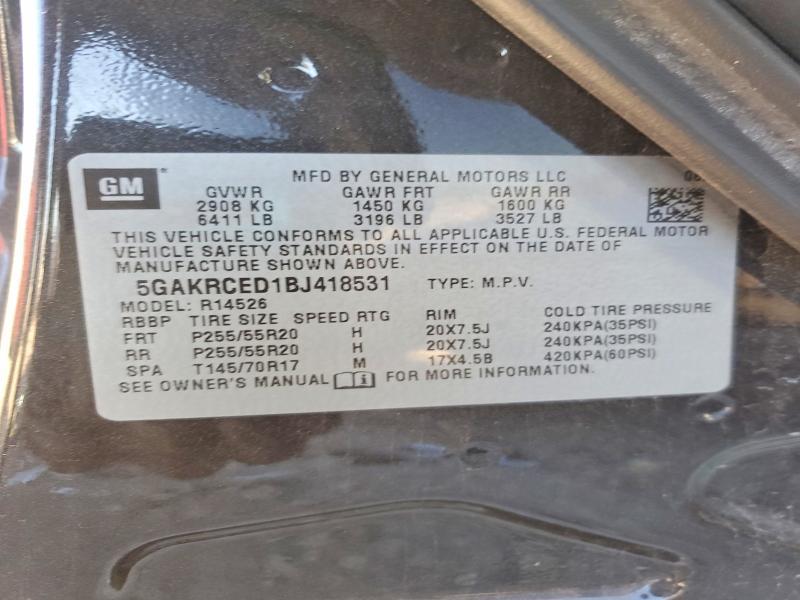 GM
MFD BY GENERAL MOTORS LLC
GVWR GAWR FRT GAWR RR
2908 KG 1450 KG 1600 KG
6411 LB 3196 LB 3527 LB
THIS VEHICLE CONFORMS TO ALL APPLICABLE U.S. FEDERAL MOTOR
VEHICLE SAFETY STANDARDS IN EFFECT ON THE DATE OF
MANUFACTURE SHOWN ABOVE.
5GAKRCED1BJ418531 TYPE: M.P.V.
MODEL: R14526
RBBP TIRE SIZE SPEED RTG RIM COLD TIRE PRESSURE
FRT P255/55R20 H 20X7.5J 240KPA(35PSI)
RR P255/55R20 H 20X7.5J 240KPA(35PSI)
SPA T145/70R17 M 17X4.5B 420KPA(60PSI)
SEE OWNER'S MANUAL FOR MORE INFORMATION.